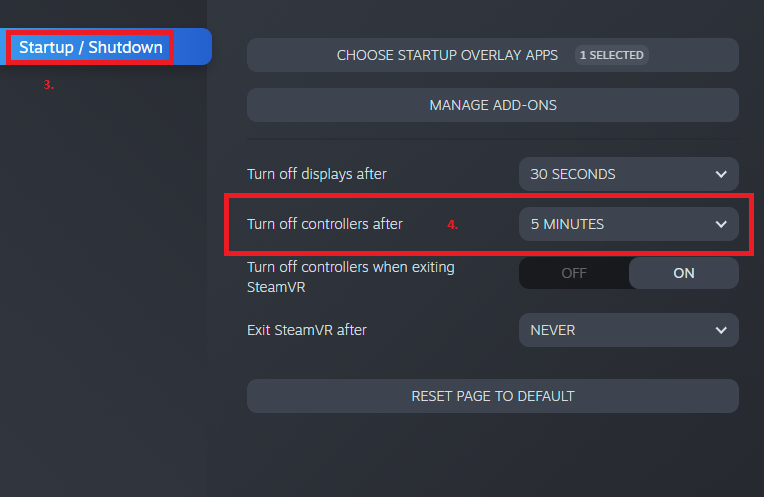 Startup / Shutdown
3.
CHOOSE STARTUP OVERLAY APPS 1 SELECTED
MANAGE ADD-ONS
Turn off displays after 30 SECONDS
Turn off controllers after 4. 5 MINUTES
Turn off controllers when exiting
SteamVR
OFF ON
Exit SteamVR after NEVER
RESET PAGE TO DEFAULT